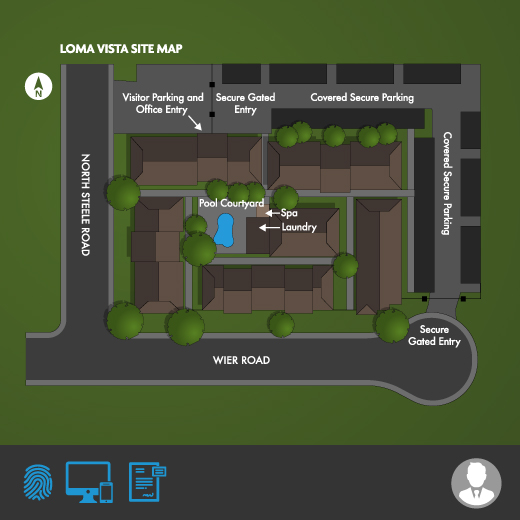 LOMA VISTA SITE MAP
N
Visitor Parking and
Office Entry
Secure Gated
Entry
Covered Secure Parking
Covered Secure Parking
NORTH STEELE ROAD
Pool Courtyard
Spa
Laundry
Secure
Gated Entry
WIER ROAD